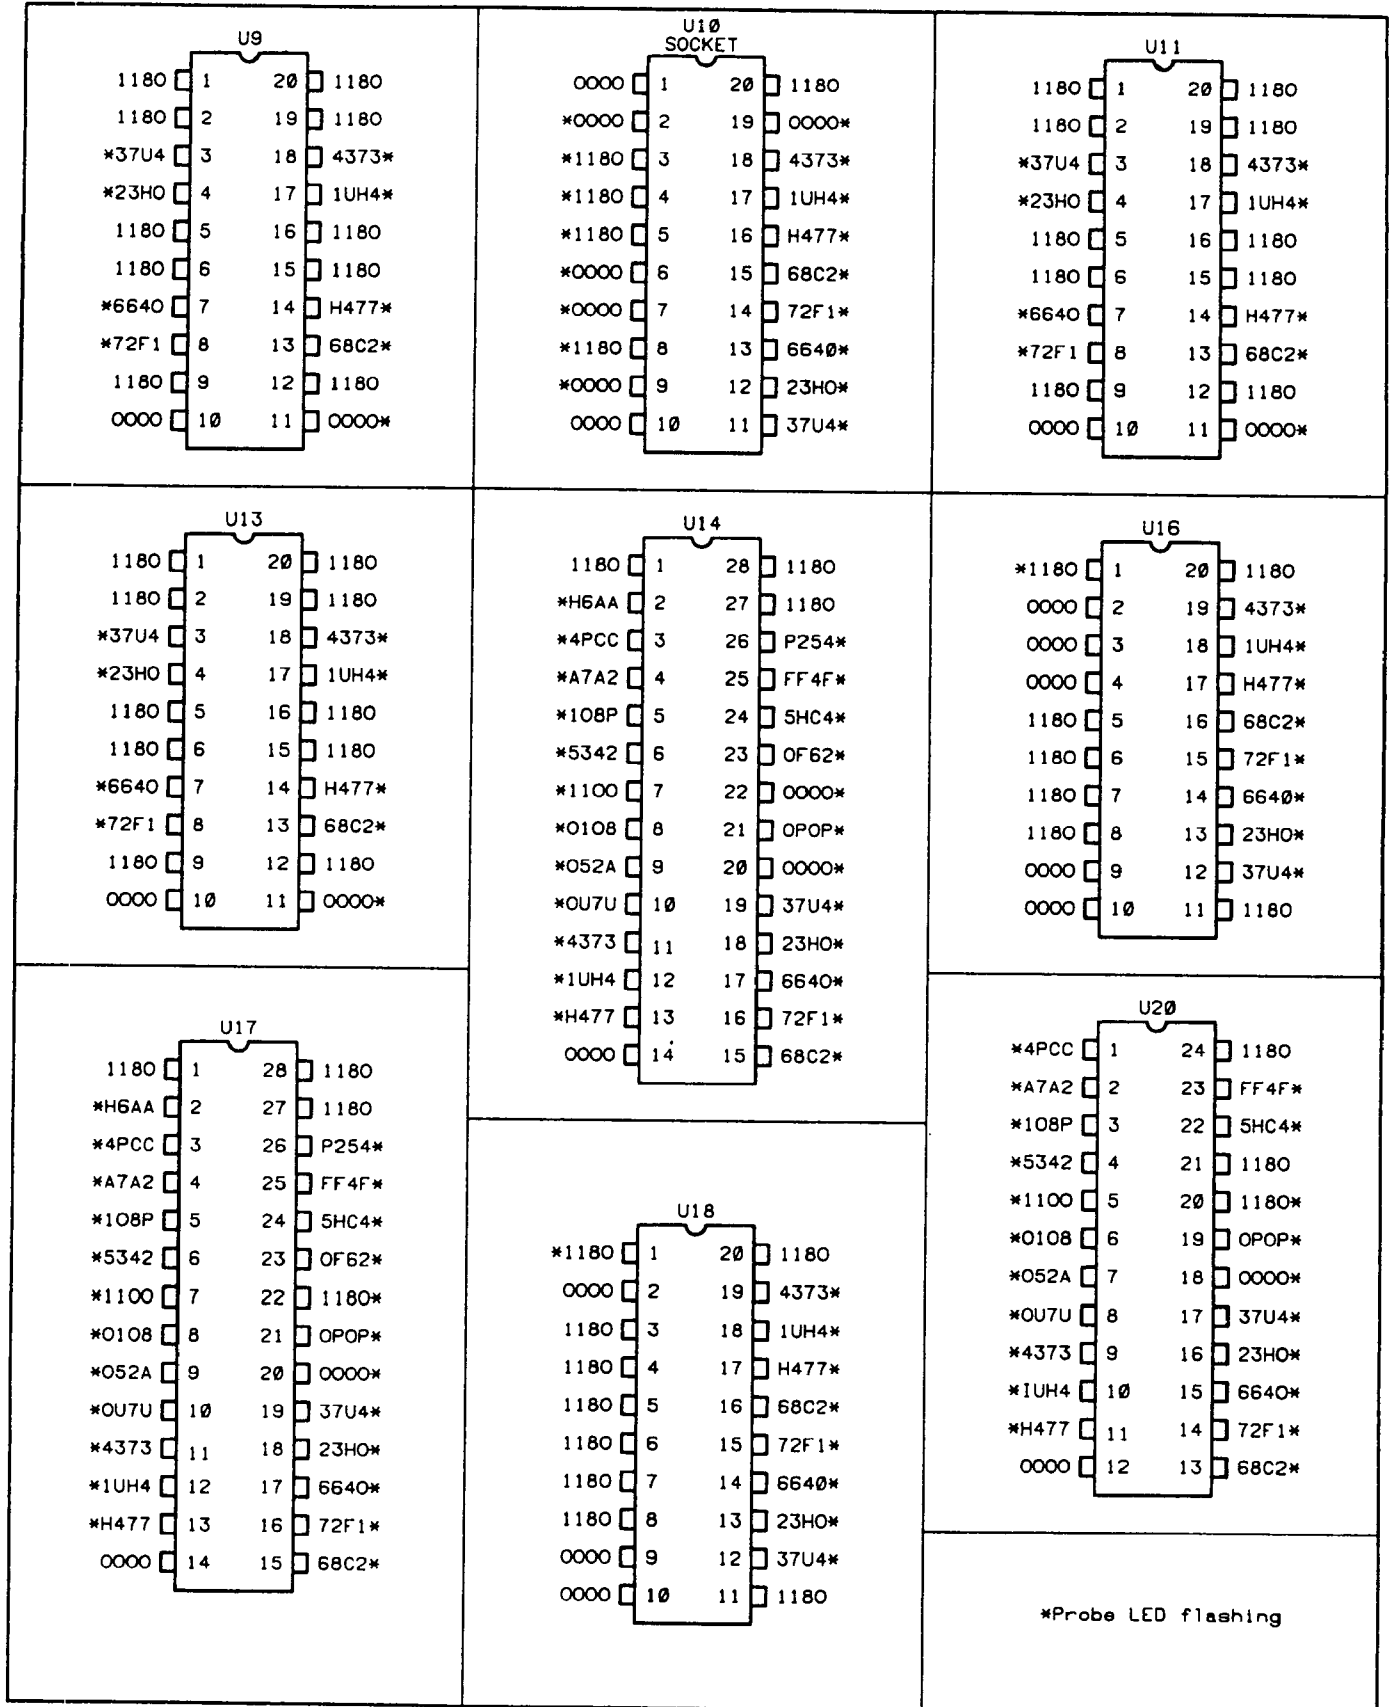 U9
1180 1 20 1180
1180 2 19 1180
*37U4 3 18 4373*
*23H0 4 17 1UH4*
1180 5 16 1180
1180 6 15 1180
*6640 7 14 H477*
*72F1 8 13 68C2*
1180 9 12 1180
0000 10 11 0000*
U10
SOCKET
0000 1 20 1180
*0000 2 19 0000*
*1180 3 18 4373*
*1180 4 17 1UH4*
*1180 5 16 H477*
*0000 6 15 68C2*
*0000 7 14 72F1*
*1180 8 13 6640*
*0000 9 12 23H0*
0000 10 11 37U4*
U11
1180 1 20 1180
1180 2 19 1180
*37U4 3 18 4373*
*23H0 4 17 1UH4*
1180 5 16 1180
1180 6 15 1180
*6640 7 14 H477*
*72F1 8 13 68C2*
1180 9 12 1180
0000 10 11 0000*
U13
1180 1 20 1180
1180 2 19 1180
*37U4 3 18 4373*
*23H0 4 17 1UH4*
1180 5 16 1180
1180 6 15 1180
*6640 7 14 H477*
*72F1 8 13 68C2*
1180 9 12 1180
0000 10 11 0000*
U14
1180 1 28 1180
*H6AA 2 27 1180
*4PCC 3 26 P254*
*A7A2 4 25 FF4F*
*108P 5 24 5HC4*
*5342 6 23 0F62*
*1100 7 22 0000*
*0108 8 21 0P0P*
*052A 9 20 0000*
*0U7U 10 19 37U4*
*4373 11 18 23H0*
*1UH4 12 17 6640*
*H477 13 16 72F1*
0000 14 15 68C2*
U16
*1180 1 20 1180
0000 2 19 4373*
0000 3 18 1UH4*
0000 4 17 H477*
1180 5 16 68C2*
1180 6 15 72F1*
1180 7 14 6640*
1180 8 13 23H0*
0000 9 12 37U4*
0000 10 11 1180
U17
1180 1 28 1180
*H6AA 2 27 1180
*4PCC 3 26 P254*
*A7A2 4 25 FF4F*
*108P 5 24 5HC4*
*5342 6 23 0F62*
*1100 7 22 1180*
*0108 8 21 0P0P*
*052A 9 20 0000*
*0U7U 10 19 37U4*
*4373 11 18 23H0*
*1UH4 12 17 6640*
*H477 13 16 72F1*
0000 14 15 68C2*
U18
*1180 1 20 1180
0000 2 19 4373*
1180 3 18 1UH4*
1180 4 17 H477*
1180 5 16 68C2*
1180 6 15 72F1*
1180 7 14 6640*
1180 8 13 23H0*
0000 9 12 37U4*
0000 10 11 1180
U20
*4PCC 1 24 1180
*A7A2 2 23 FF4F*
*108P 3 22 5HC4*
*5342 4 21 1180
*1100 5 20 1180*
*0108 6 19 0P0P*
*052A 7 18 0000*
*0U7U 8 17 37U4*
*4373 9 16 23H0*
*IUH4 10 15 6640*
*H477 11 14 72F1*
0000 12 13 68C2*
*Probe LED flashing